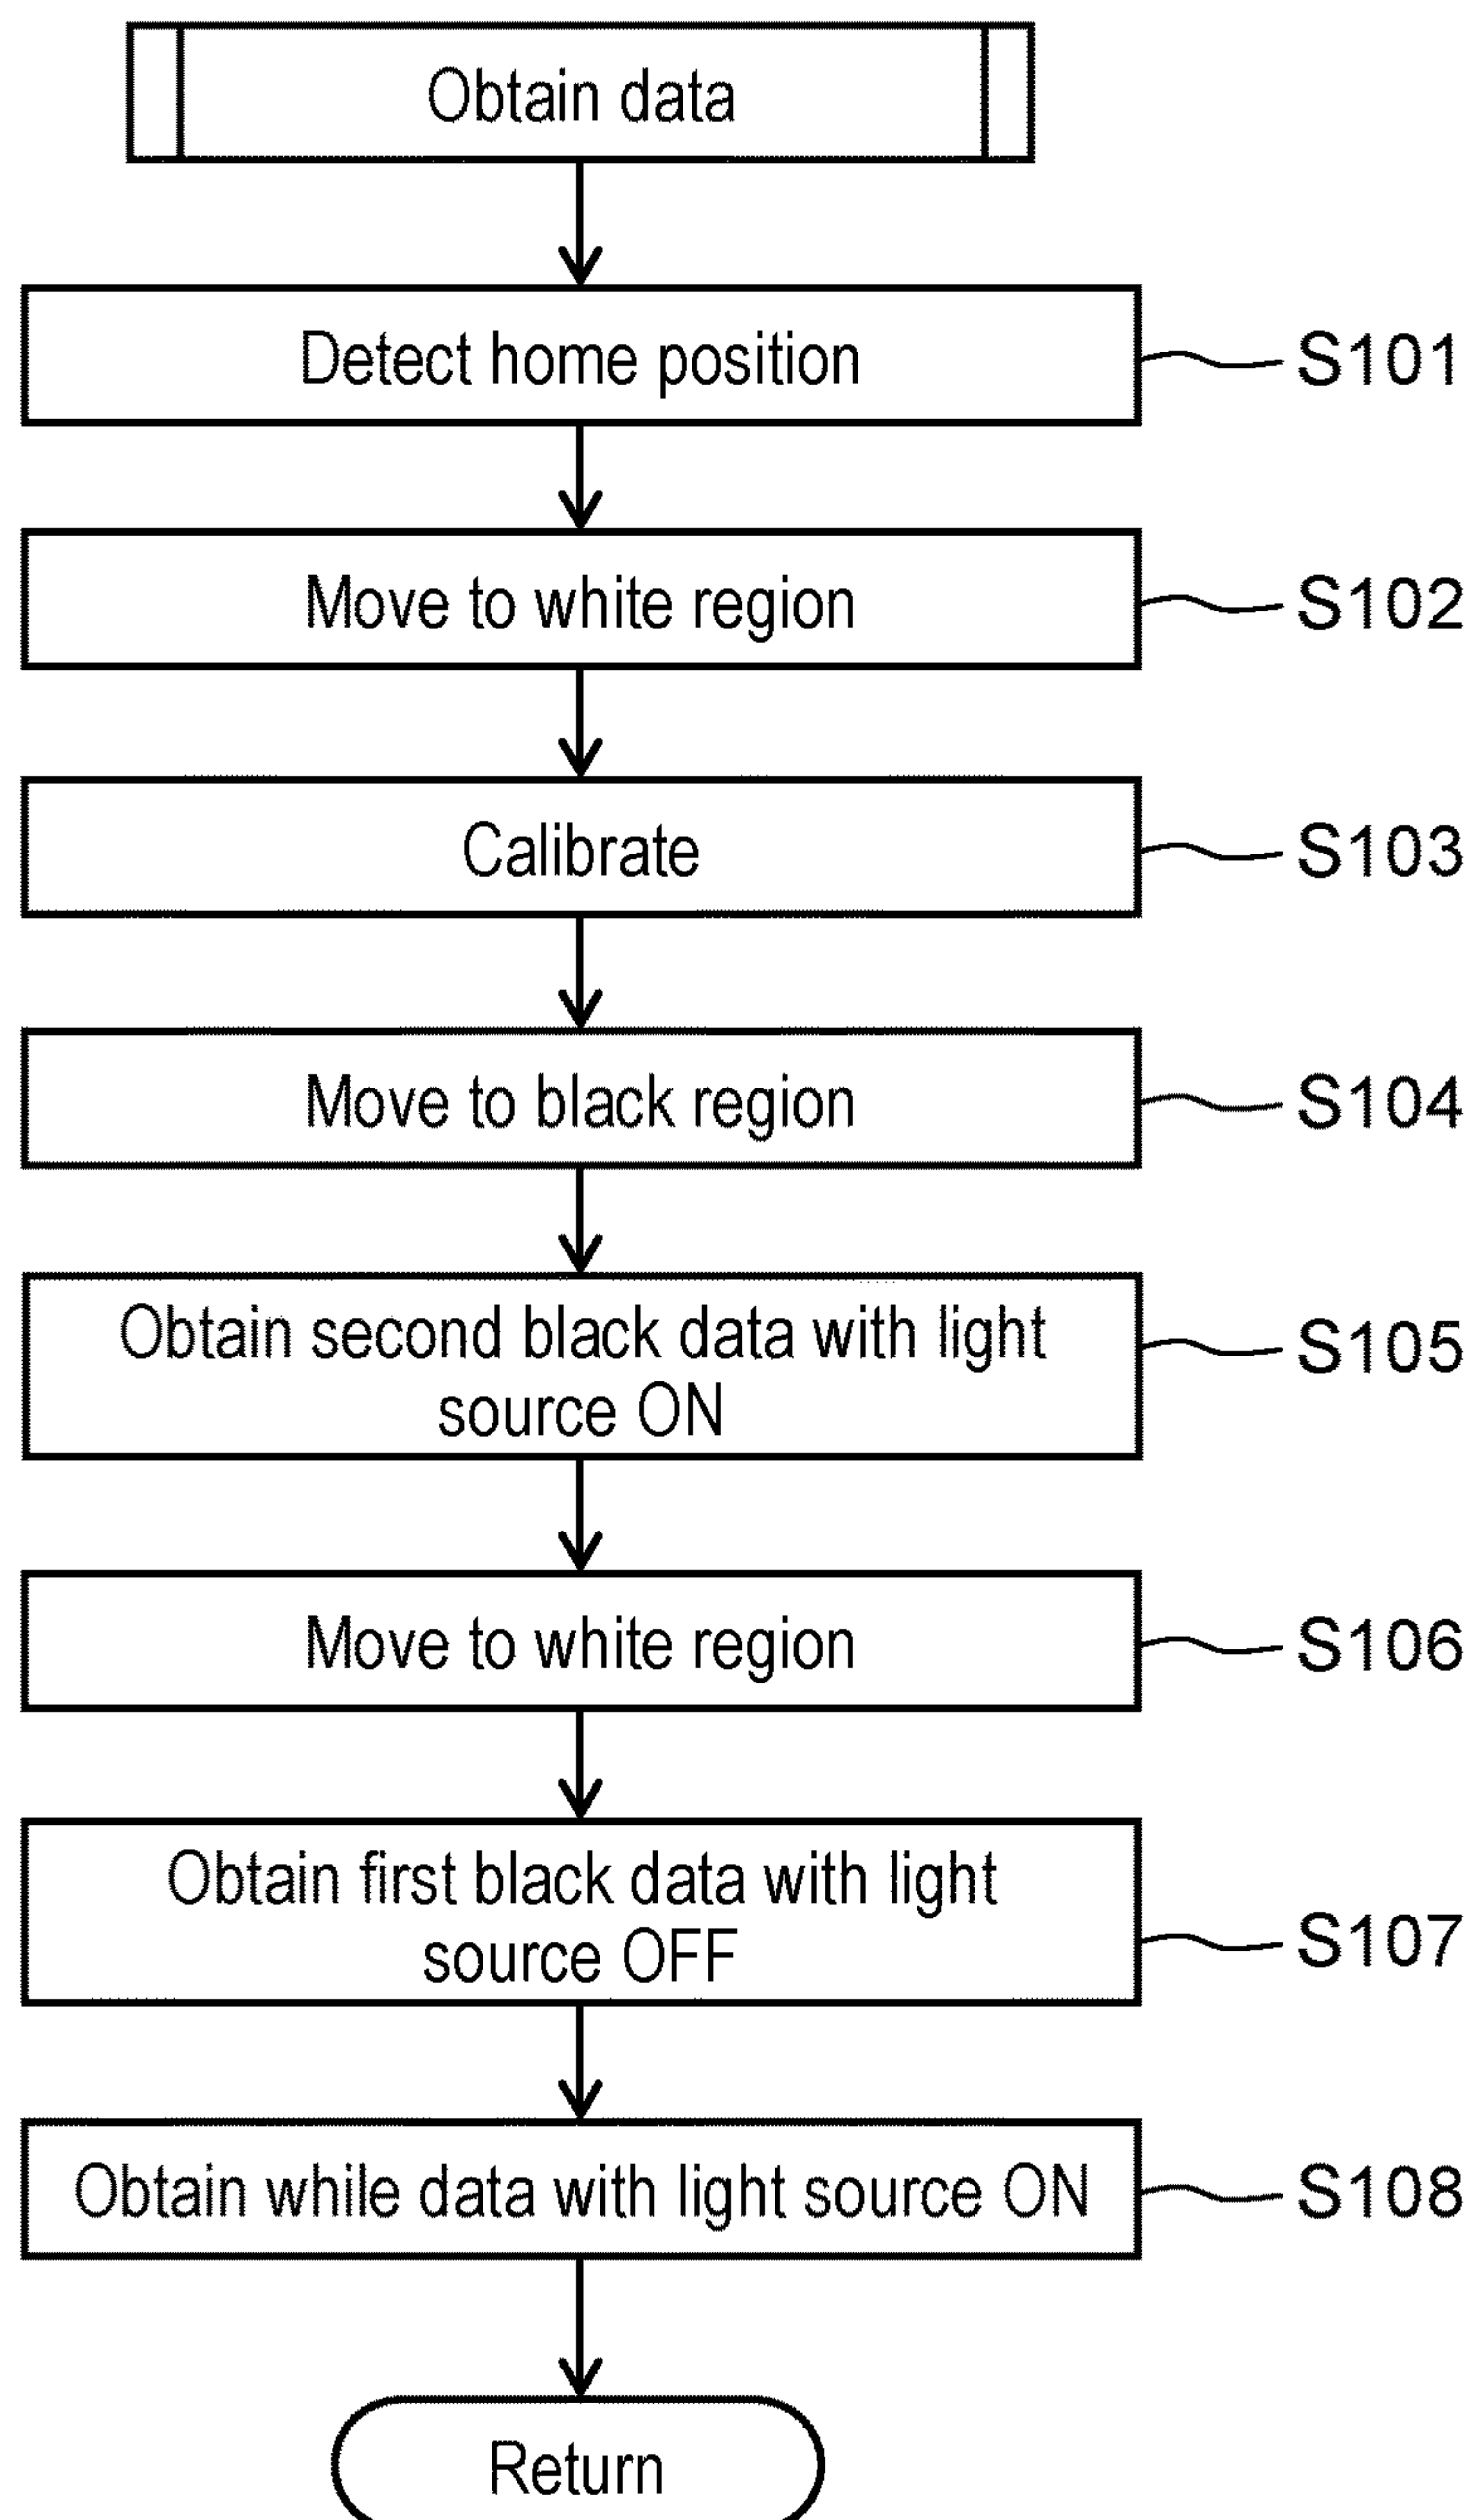 Obtain data
Detect home position
S101
Move to white region
S102
Calibrate
S103
Move to black region
S104
Obtain second black data with light
source ON
S105
Move to white region
S106
Obtain first black data with light
source OFF
S107
Obtain while data with light source ON
S108
Return